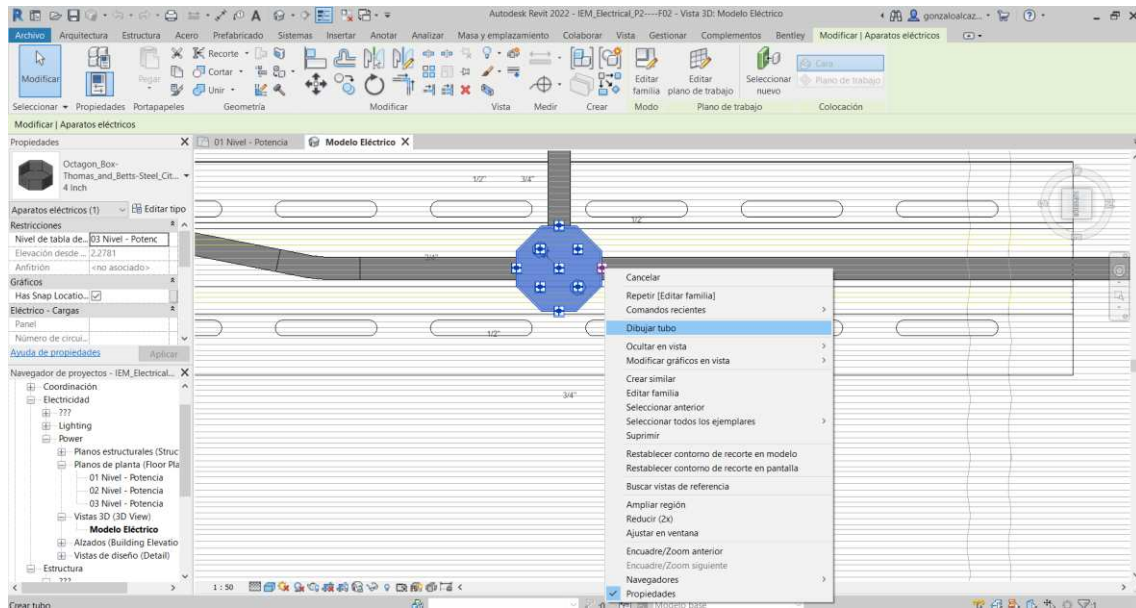 Autodesk Revit 2022 - IEM_Electrical_P2----F02 - Vista 3D: Modelo Eléctrico
gonzaloalcaz...
Archivo Arquitectura Estructura Acero Prefabricado Sistemas Insertar Anotar Analizar Masa y emplazamiento Colaborar Vista Gestionar Complementos Bentley Modificar | Aparatos eléctricos
Modificar
Pegar
Recorte
Cortar
Unir
Editar familia
Editar plano de trabajo
Seleccionar nuevo
Cara
Plano de trabajo
Seleccionar Propiedades Portapapeles Geometría Modificar Vista Medir Crear Modo Plano de trabajo Colocación
Modificar | Aparatos eléctricos
Propiedades
01 Nivel - Potencia
Modelo Eléctrico
Octagon_Box-
Thomas_and_Betts-Steel_Cit...
4 Inch
Aparatos eléctricos (1)
Editar tipo
Restricciones
Nivel de tabla de... 03 Nivel - Potenc
Elevación desde ... 2.2781
Anfitrión <no asociado>
Gráficos
Has Snap Locatio...
Eléctrico - Cargas
Panel
Número de circui...
Ayuda de propiedades
Aplicar
Navegador de proyectos - IEM_Electrical...
Coordinación
Electricidad
???
Lighting
Power
Planos estructurales (Struc
Planos de planta (Floor Pla
01 Nivel - Potencia
02 Nivel - Potencia
03 Nivel - Potencia
Vistas 3D (3D View)
Modelo Eléctrico
Alzados (Building Elevatio
Vistas de diseño (Detail)
Estructura
???
1/2" 3/4"
1/2"
3/4"
1/2"
3/4"
Cancelar
Repetir [Editar familia]
Comandos recientes
Dibujar tubo
Ocultar en vista
Modificar gráficos en vista
Crear similar
Editar familia
Seleccionar anterior
Seleccionar todos los ejemplares
Suprimir
Restablecer contorno de recorte en modelo
Restablecer contorno de recorte en pantalla
Buscar vistas de referencia
Ampliar región
Reducir (2x)
Ajustar en ventana
Encuadre/Zoom anterior
Encuadre/Zoom siguiente
Navegadores
Propiedades
SUPERIOR
1 : 50
Crear tubo
Modelo base